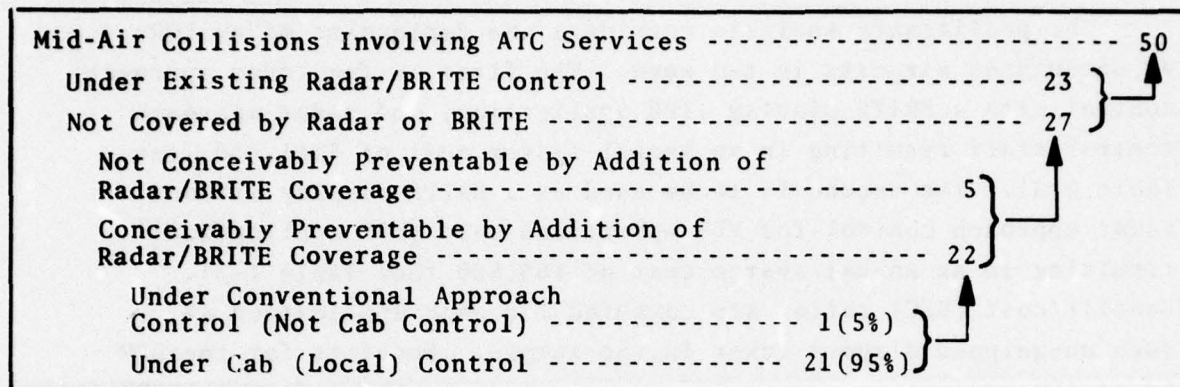 Mid-Air Collisions Involving ATC Services ---------------------------- 50
Under Existing Radar/BRITE Control ---------------------------- 23
Not Covered by Radar or BRITE --------------------------------- 27
Not Conceivably Preventable by Addition of
Radar/BRITE Coverage --------------------------------- 5
Conceivably Preventable by Addition of
Radar/BRITE Coverage --------------------------------- 22
Under Conventional Approach
Control (Not Cab Control) ------------------- 1(5%)
Under Cab (Local) Control ------------------- 21(95%)